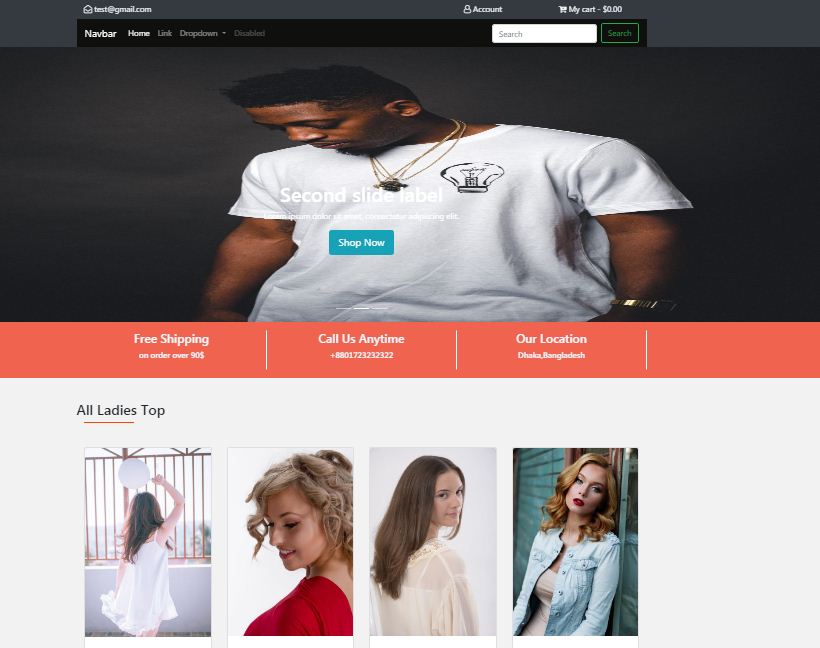 test@gmail.com
Account
My cart - $0.00
Navbar Home Link Dropdown Disabled
Search
Search
Second slide label
Lorem ipsum dolor sit amet, consectetur adipiscing elit.
Shop Now
Free Shipping
on order over 90$
Call Us Anytime
+8801723232322
Our Location
Dhaka,Bangladesh
All Ladies Top